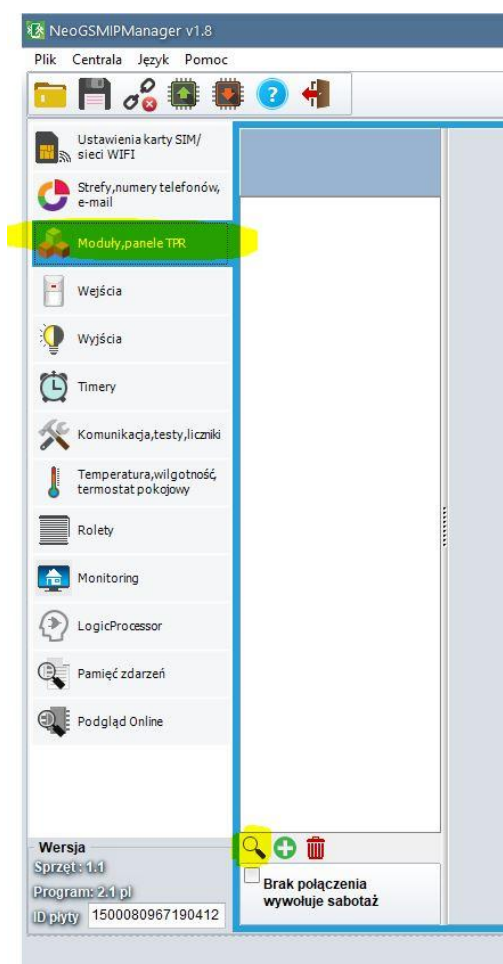 NeoGSMIPManager v1.8
Plik Centrala Język Pomoc
Ustawienia karty SIM/
sieci WIFI
Strefy,numery telefonów,
e-mail
Moduły,panele TPR
Wejścia
Wyjścia
Timery
Komunikacja,testy,liczniki
Temperatura,wilgotność,
termostat pokojowy
Rolety
Monitoring
LogicProcessor
Pamięć zdarzeń
Podgląd Online
Wersja
Sprzęt : 1.1
Program: 2.1 pl
ID płyty 1500080967190412
Brak połączenia
wywołuje sabotaż